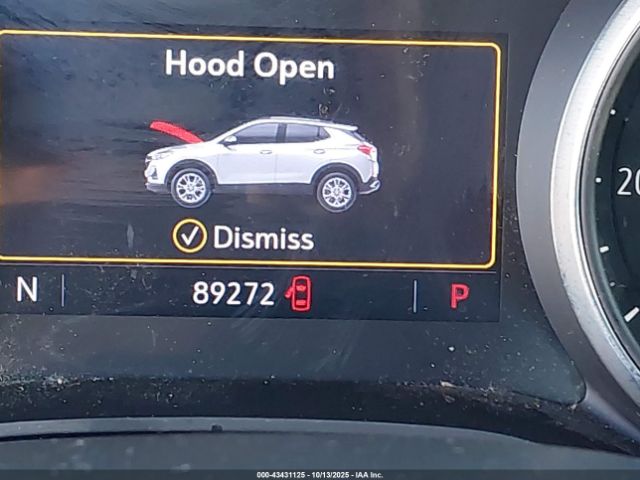 Hood Open
Dismiss
N 89272 P
20
000-43431125 | 10/13/2025 | IAA Inc.